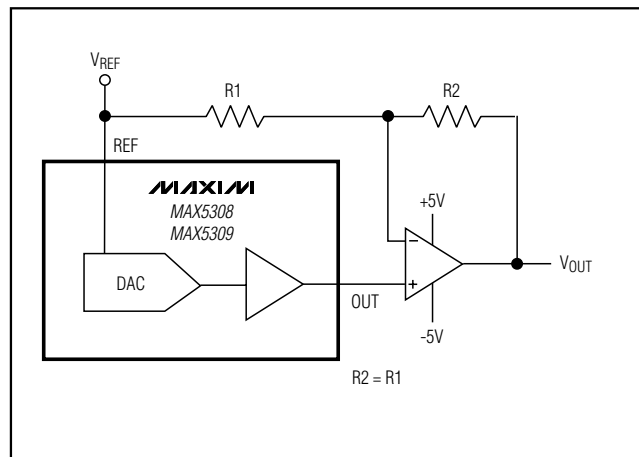 VREF
R1
R2
REF
MAXIM
MAX5308
MAX5309
+5V
−
DAC
VOUT
+
OUT
-5V
R2 = R1